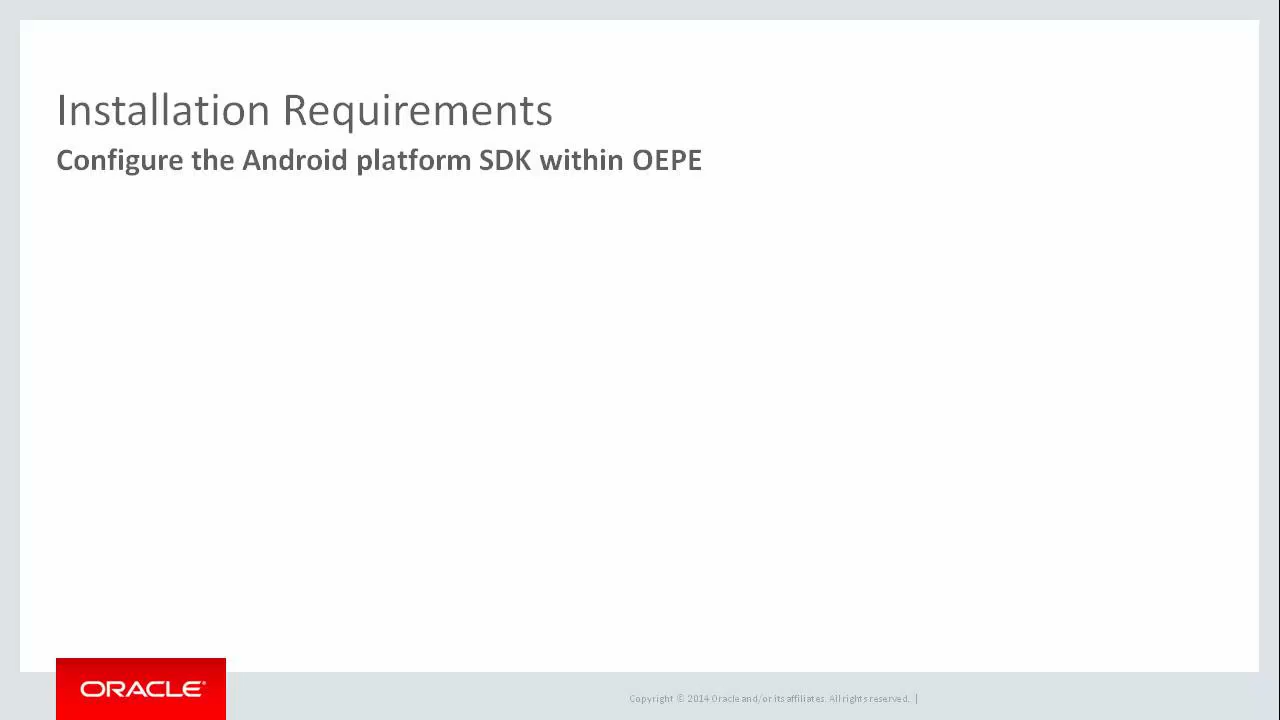 Installation Requirements
Configure the Android platform SDK within OEPE
ORACLE®
Copyright © 2014 Oracle and/or its affiliates. All rights reserved. |